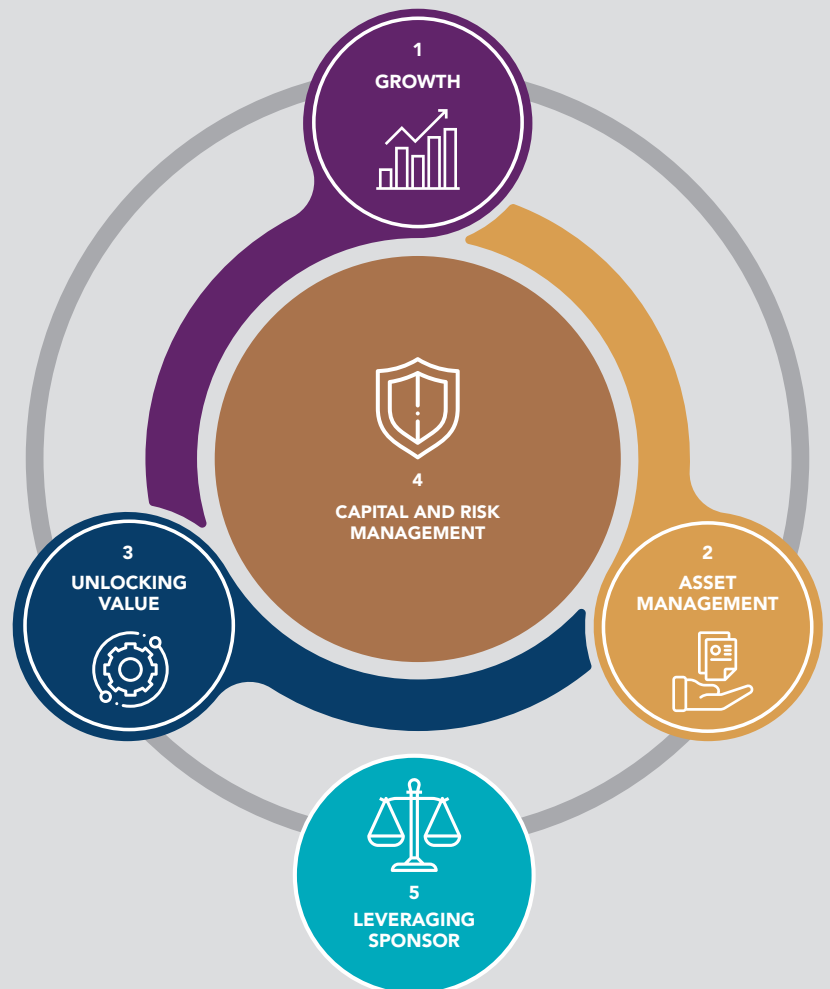 1
GROWTH
4
CAPITAL AND RISK
MANAGEMENT
3
UNLOCKING
VALUE
2
ASSET
MANAGEMENT
5
LEVERAGING
SPONSOR